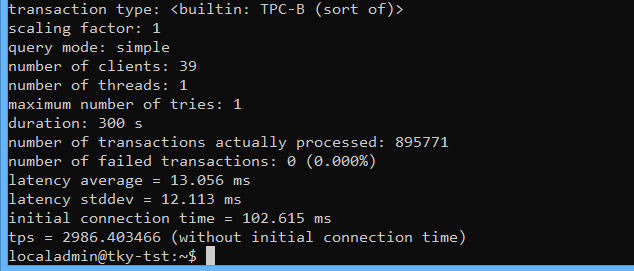 transaction type: <builtin: TPC-B (sort of)>
scaling factor: 1
query mode: simple
number of clients: 39
number of threads: 1
maximum number of tries: 1
duration: 300 s
number of transactions actually processed: 895771
number of failed transactions: 0 (0.000%)
latency average = 13.056 ms
latency stddev = 12.113 ms
initial connection time = 102.615 ms
tps = 2986.403466 (without initial connection time)
localadmin@tky-tst:~$